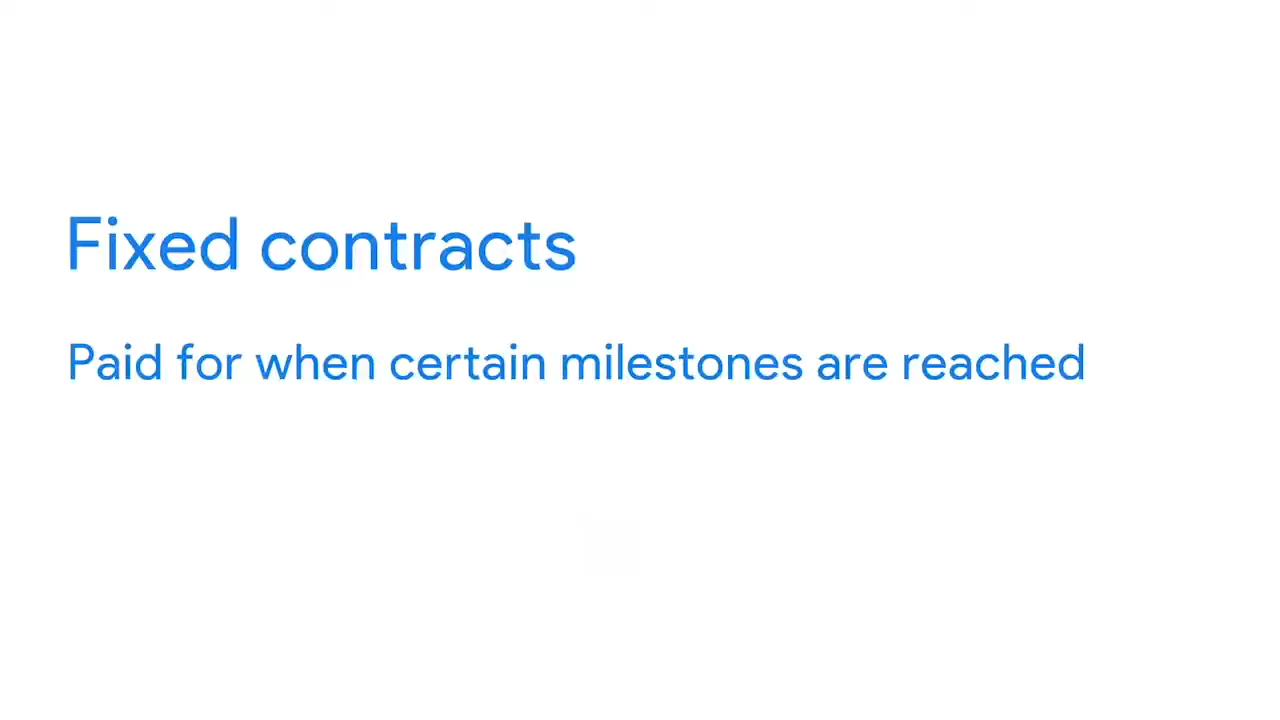 Fixed contracts
Paid for when certain milestones are reached